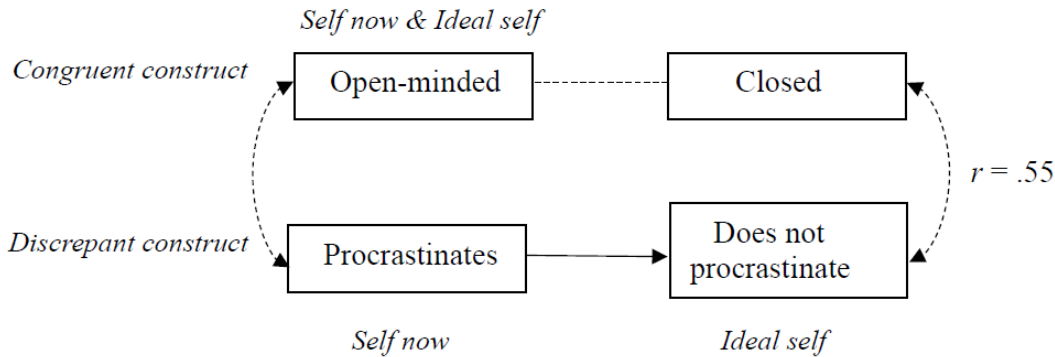 Self now & Ideal self
Congruent construct
Open-minded
Closed
r = .55
Discrepant construct
Procrastinates
Does not
procrastinate
Self now
Ideal self